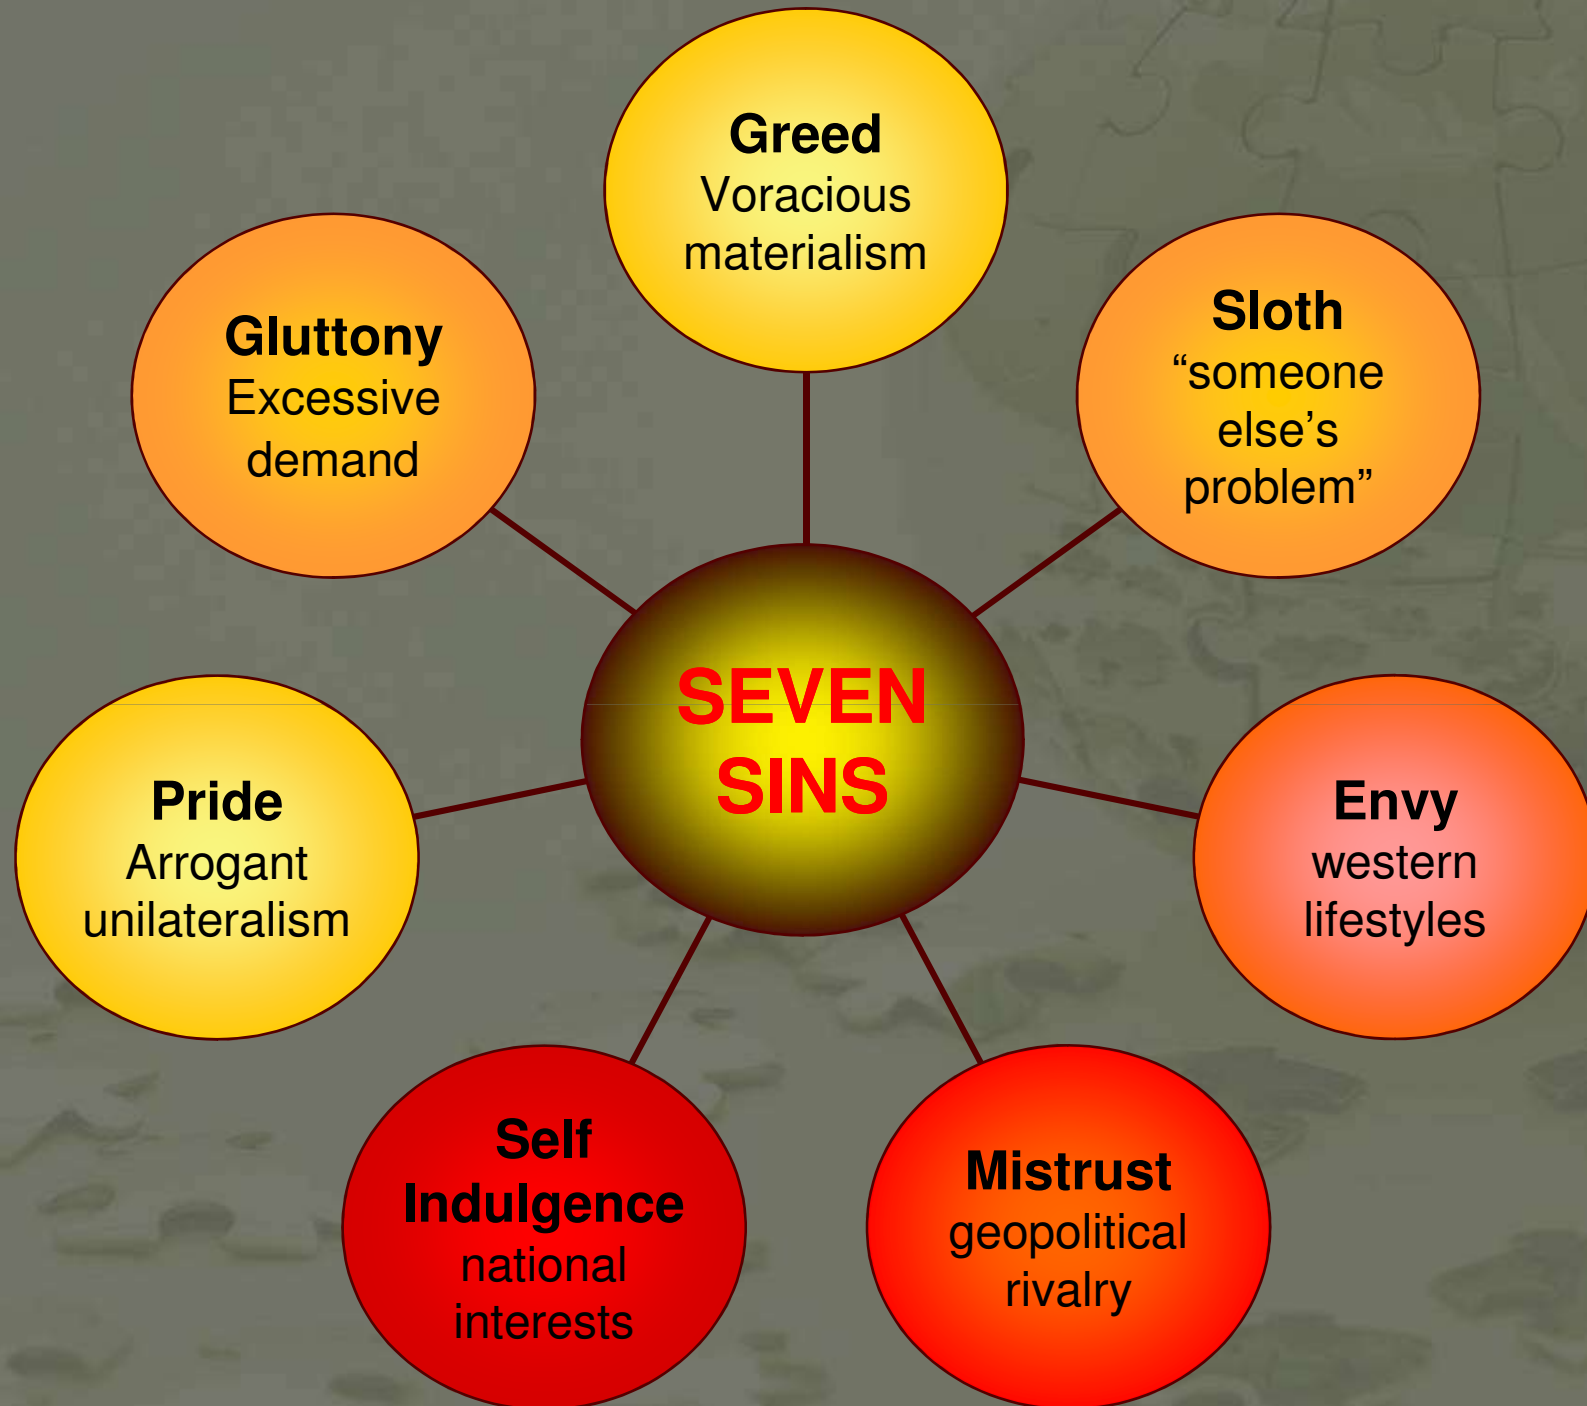 SEVEN
SINS
Greed
Voracious
materialism
Sloth
“someone
else’s
problem”
Envy
western
lifestyles
Mistrust
geopolitical
rivalry
Self
Indulgence
national
interests
Pride
Arrogant
unilateralism
Gluttony
Excessive
demand